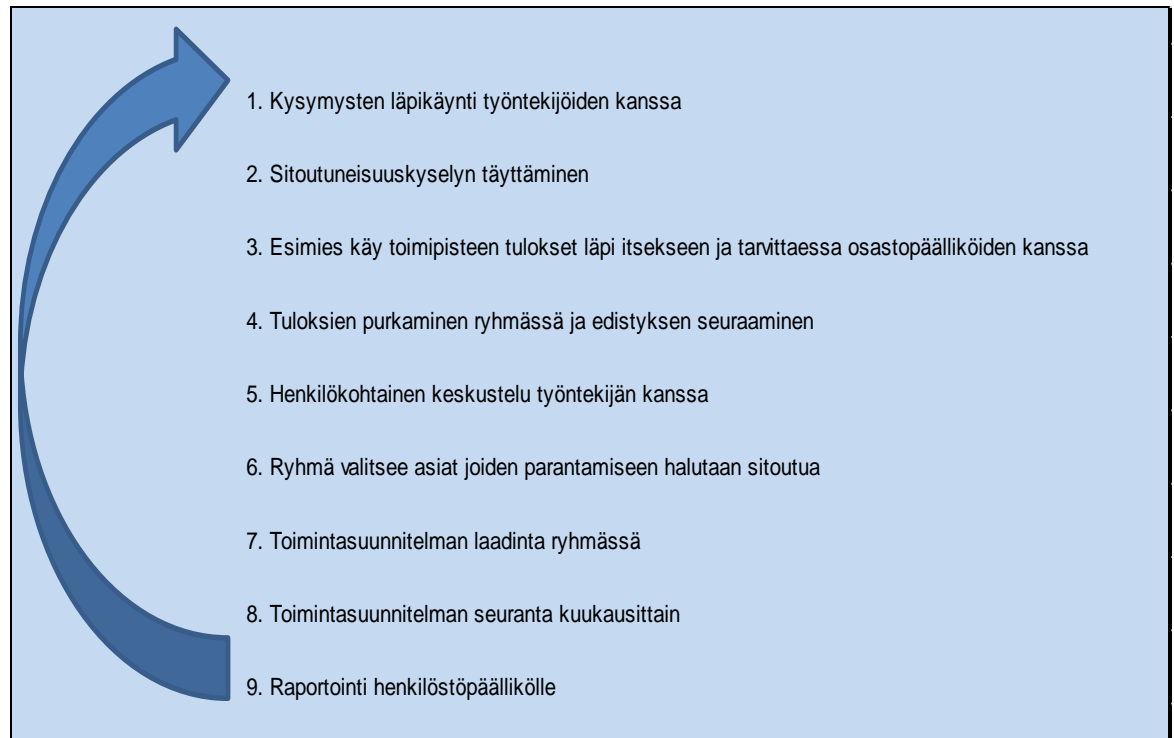 1. Kysymysten läpikäynti työntekijöiden kanssa
2. Sitoutuneisuuskyselyn täyttäminen
3. Esimies käy toimipisteen tulokset läpi itsekseen ja tarvittaessa osastopäälliköiden kanssa
4. Tuloksien purkaminen ryhmässä ja edistyksen seuraaminen
5. Henkilökohtainen keskustelu työntekijän kanssa
6. Ryhmä valitsee asiat joiden parantamiseen halutaan sitoutua
7. Toimintasuunnitelman laadinta ryhmässä
8. Toimintasuunnitelman seuranta kuukausittain
9. Raportointi henkilöstöpäällikölle